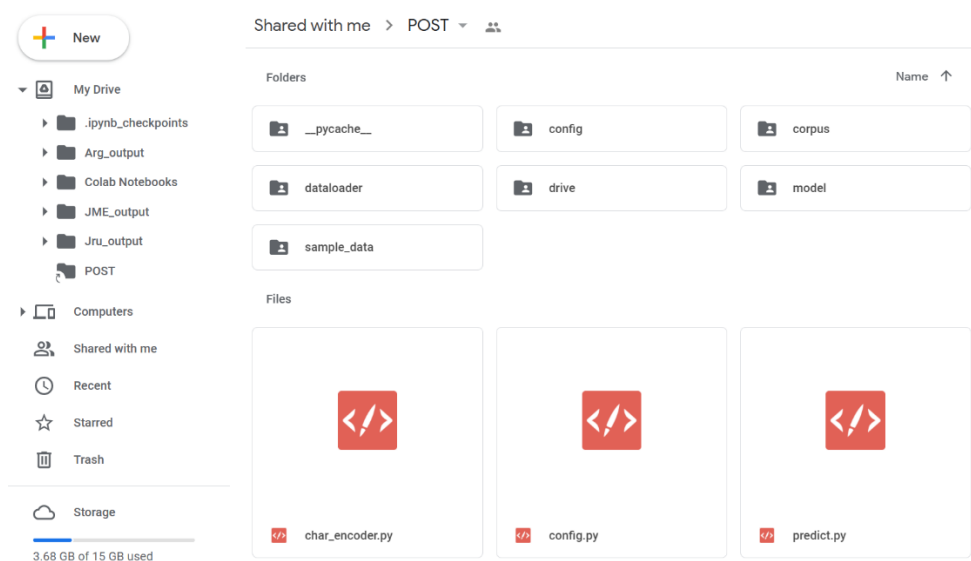 New
My Drive
.ipynb_checkpoints
Arg_output
Colab Notebooks
JME_output
Jru_output
POST
Computers
Shared with me
Recent
Starred
Trash
Storage
3.68 GB of 15 GB used
Shared with me > POST
Folders
Name
__pycache__
config
corpus
dataloader
drive
model
sample_data
Files
char_encoder.py
config.py
predict.py